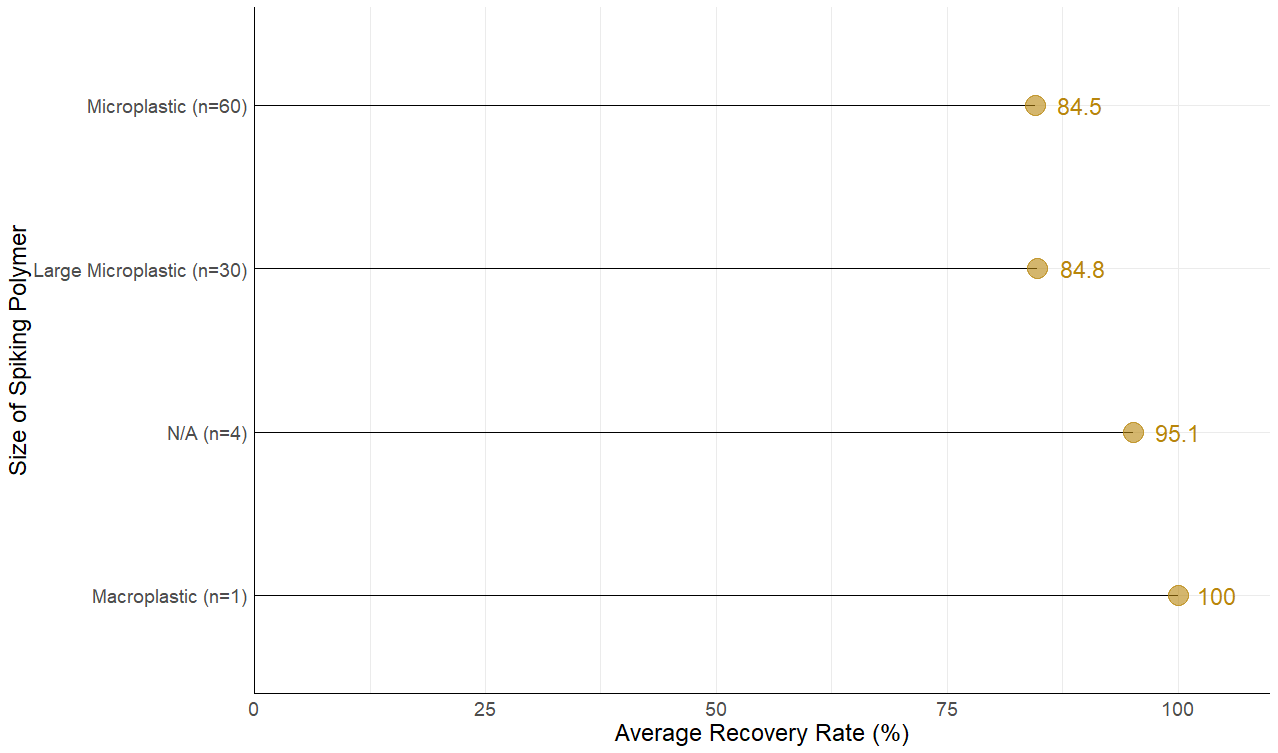 Size of Spiking Polymer
Microplastic (n=60)
84.5
Large Microplastic (n=30)
84.8
N/A (n=4)
95.1
Macroplastic (n=1)
100
0 25 50 75 100
Average Recovery Rate (%)